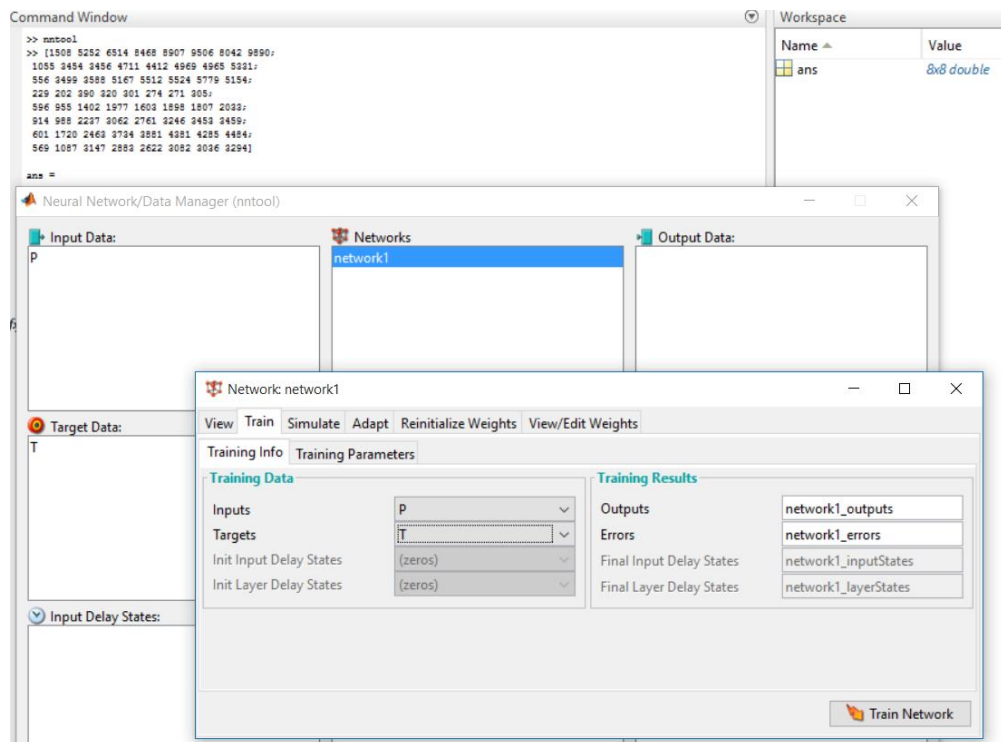 Command Window
Workspace
>> nntool
>> [1508 5252 6514 8468 8907 9506 8042 9890;
1055 3454 3456 4711 4412 4969 4965 5331;
556 3499 3588 5167 5512 5524 5779 5154;
229 202 390 320 301 274 271 305;
596 955 1402 1977 1603 1898 1807 2033;
914 988 2237 3062 2761 3246 3453 3459;
601 1720 2463 3734 3881 4381 4285 4484;
569 1087 3147 2883 2622 3082 3036 3294]
ans =
Name Value
ans 8x8 double
Neural Network/Data Manager (nntool)
Input Data:
P
Networks
network1
Output Data:
Target Data:
T
Input Delay States:
Network: network1
View Train Simulate Adapt Reinitialize Weights View/Edit Weights
Training Info Training Parameters
Training Data
Inputs P
Targets T
Init Input Delay States (zeros)
Init Layer Delay States (zeros)
Training Results
Outputs network1_outputs
Errors network1_errors
Final Input Delay States network1_inputStates
Final Layer Delay States network1_layerStates
Train Network